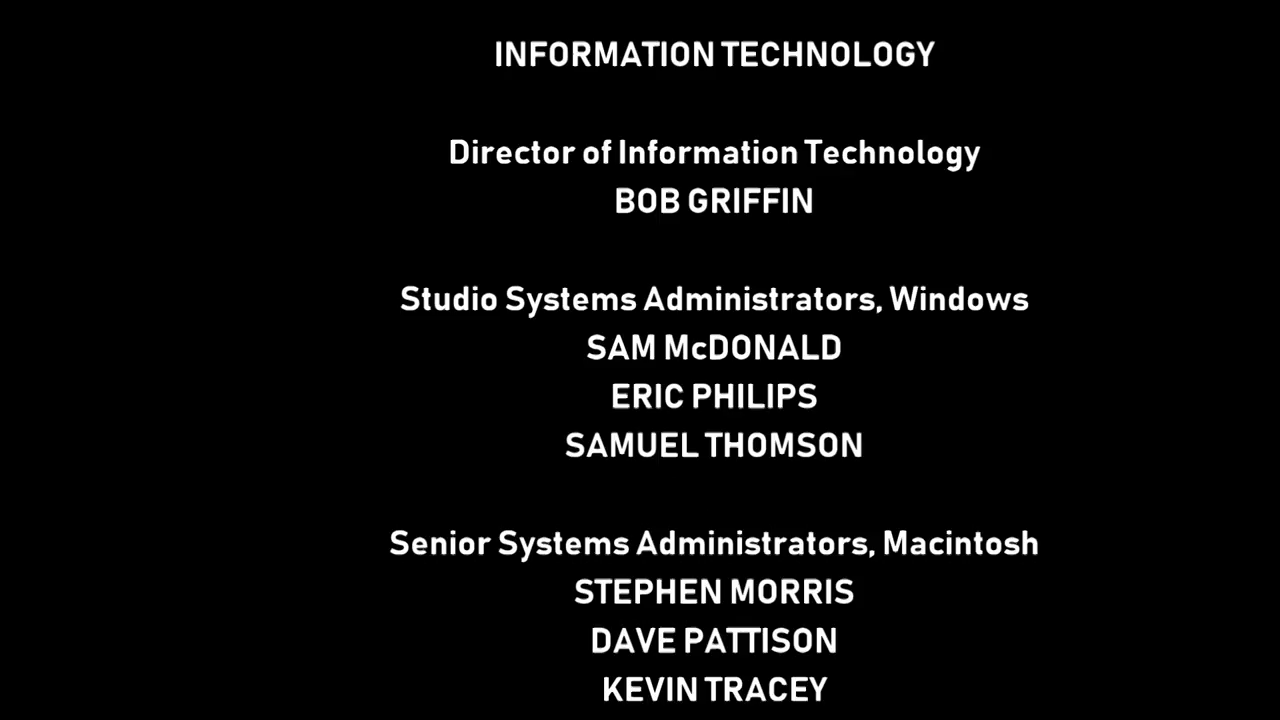 INFORMATION TECHNOLOGY
Director of Information Technology
BOB GRIFFIN
Studio Systems Administrators, Windows
SAM McDONALD
ERIC PHILIPS
SAMUEL THOMSON
Senior Systems Administrators, Macintosh
STEPHEN MORRIS
DAVE PATTISON
KEVIN TRACEY